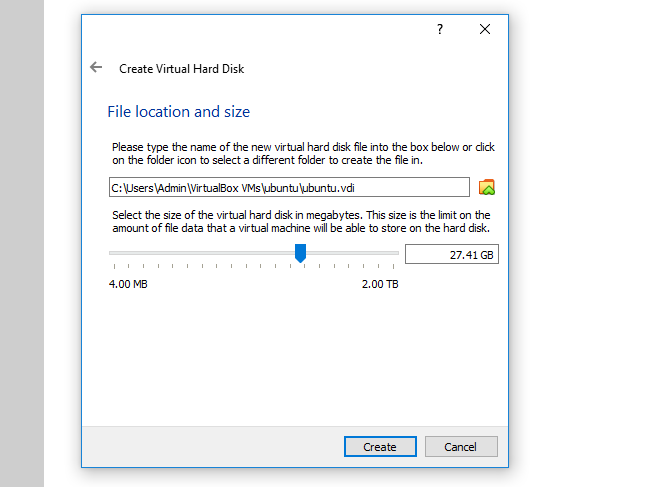 ?
Create Virtual Hard Disk
File location and size
Please type the name of the new virtual hard disk file into the box below or click
on the folder icon to select a different folder to create the file in.
C:\Users\Admin\VirtualBox VMs\ubuntu\ubuntu.vdi
Select the size of the virtual hard disk in megabytes. This size is the limit on the
amount of file data that a virtual machine will be able to store on the hard disk.
27.41 GB
4.00 MB 2.00 TB
Create Cancel